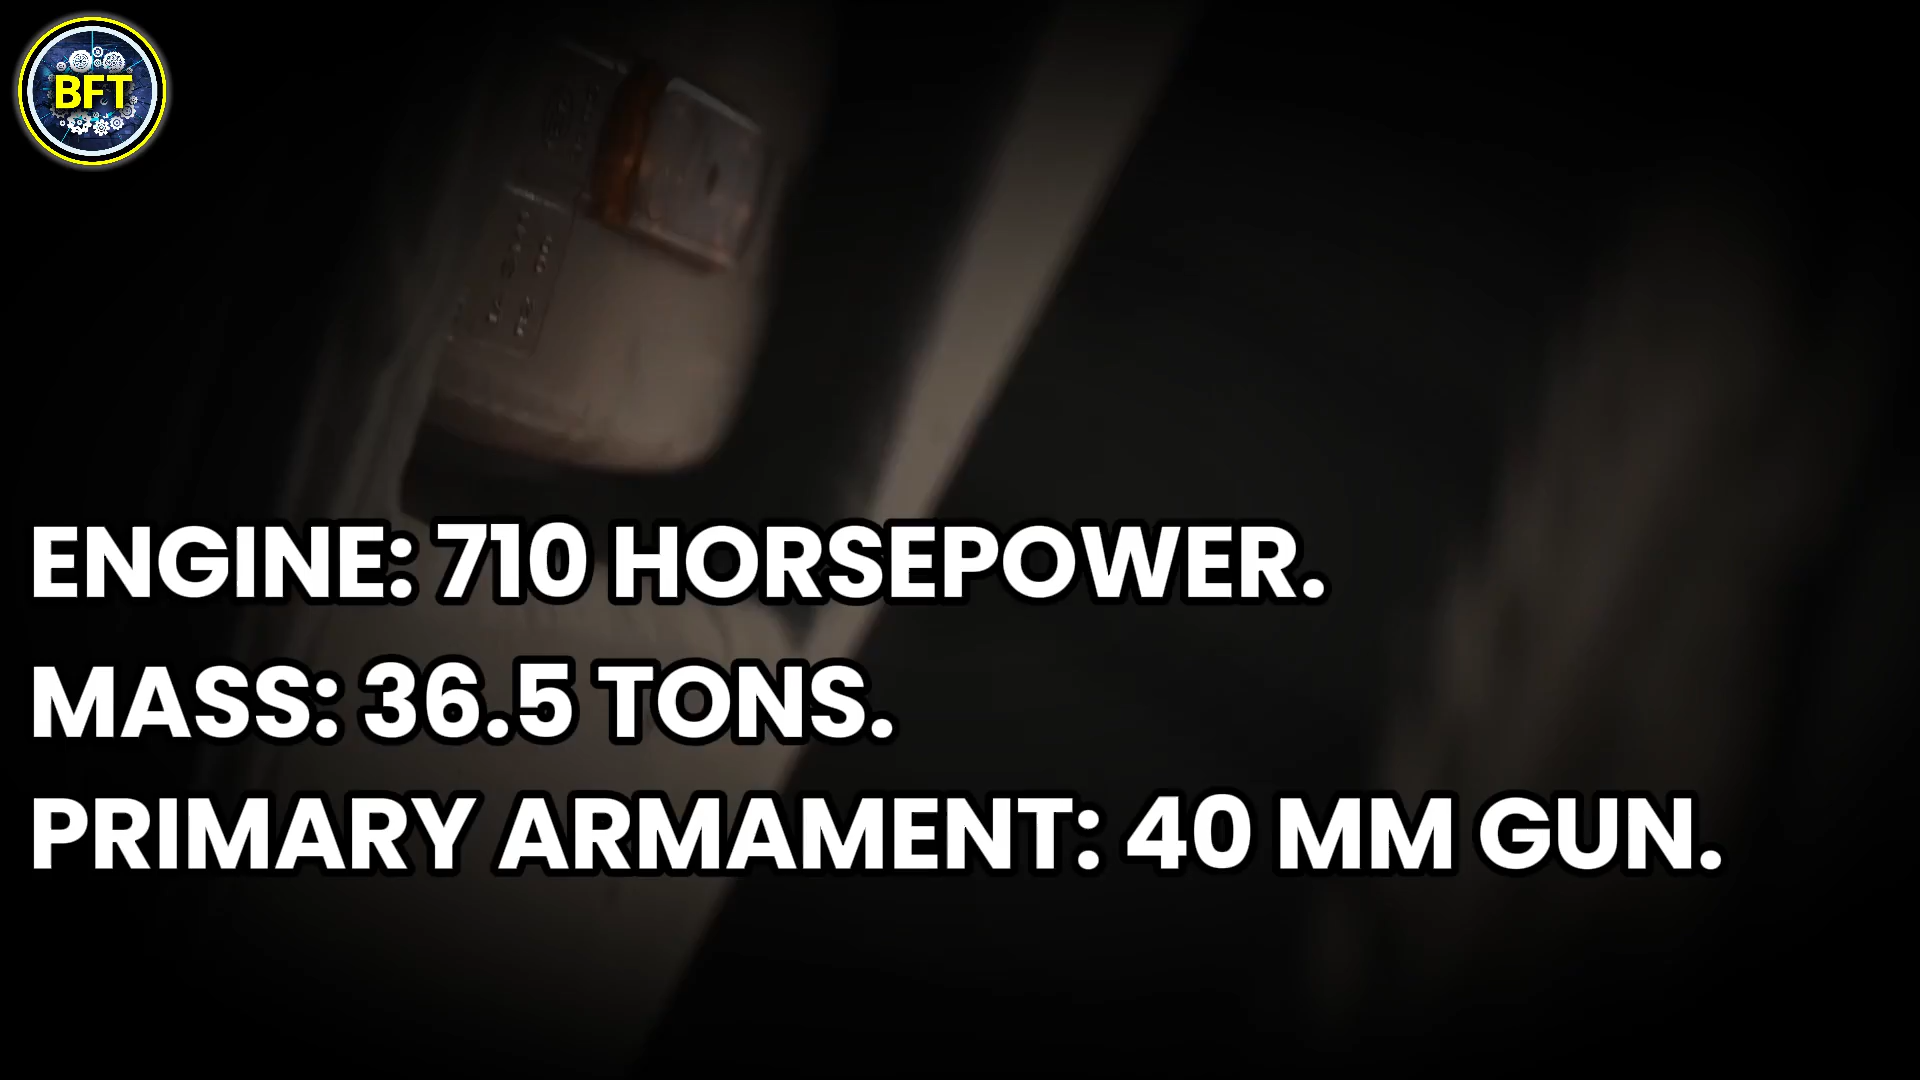 BFT
ENGINE: 710 HORSEPOWER.
MASS: 36.5 TONS.
PRIMARY ARMAMENT: 40 MM GUN.